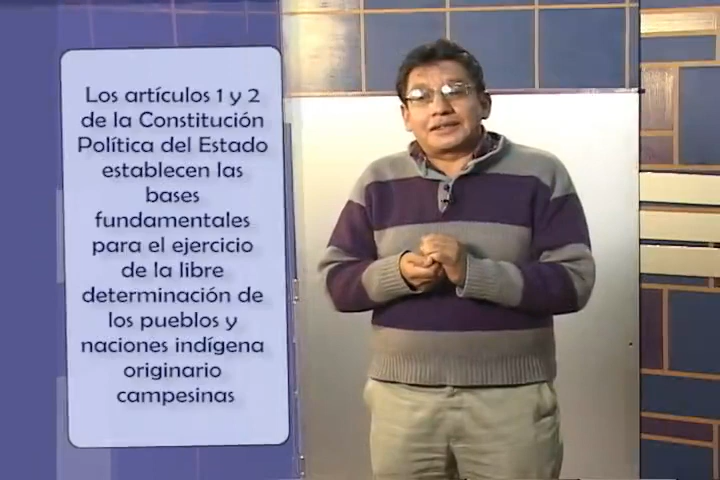 Los artículos 1 y 2
de la Constitución
Política del Estado
establecen las
bases
fundamentales
para el ejercicio
de la libre
determinación de
los pueblos y
naciones indígena
originario
campesinas